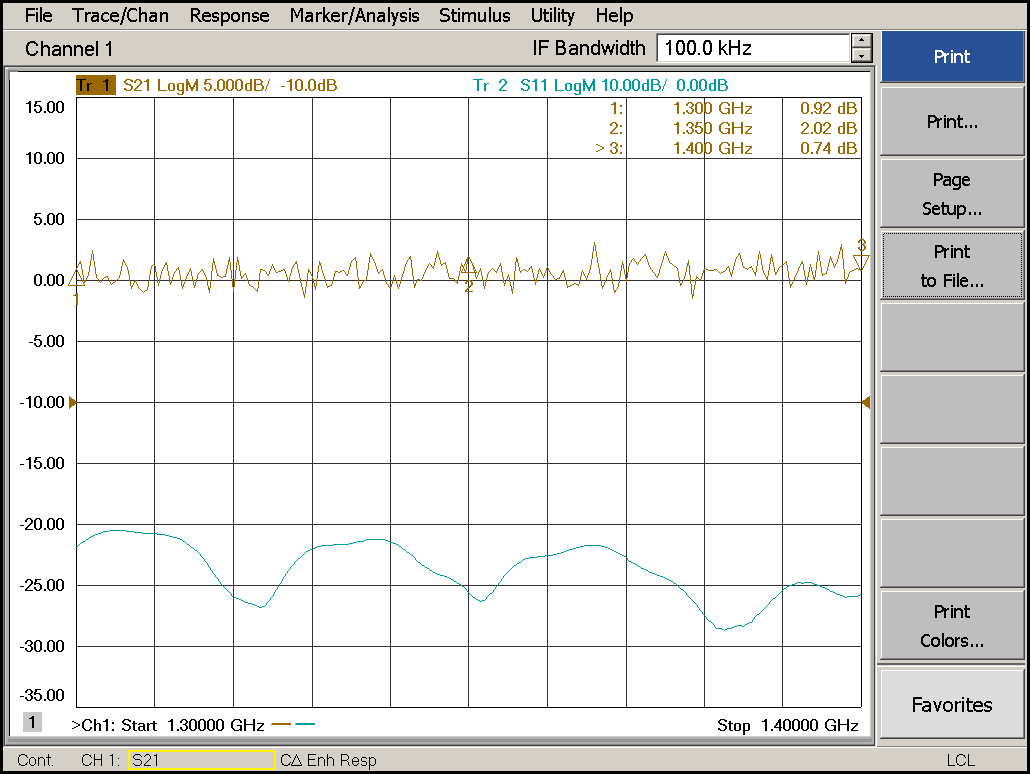 File Trace/Chan Response Marker/Analysis Stimulus Utility Help
Channel 1 IF Bandwidth 100.0 kHz
Print
Tr 1 S21 LogM 5.000dB/ -10.0dB Tr 2 S11 LogM 10.00dB/ 0.00dB
15.00
10.00
5.00
0.00
-5.00
-10.00
-15.00
-20.00
-25.00
-30.00
-35.00
1: 1.300 GHz 0.92 dB
2: 1.350 GHz 2.02 dB
> 3: 1.400 GHz 0.74 dB
1
2
3
1 >Ch1: Start 1.30000 GHz Stop 1.40000 GHz
Print...
Page
Setup...
Print
to File...
Print
Colors...
Favorites
Cont. CH 1: S21 C∆ Enh Resp LCL